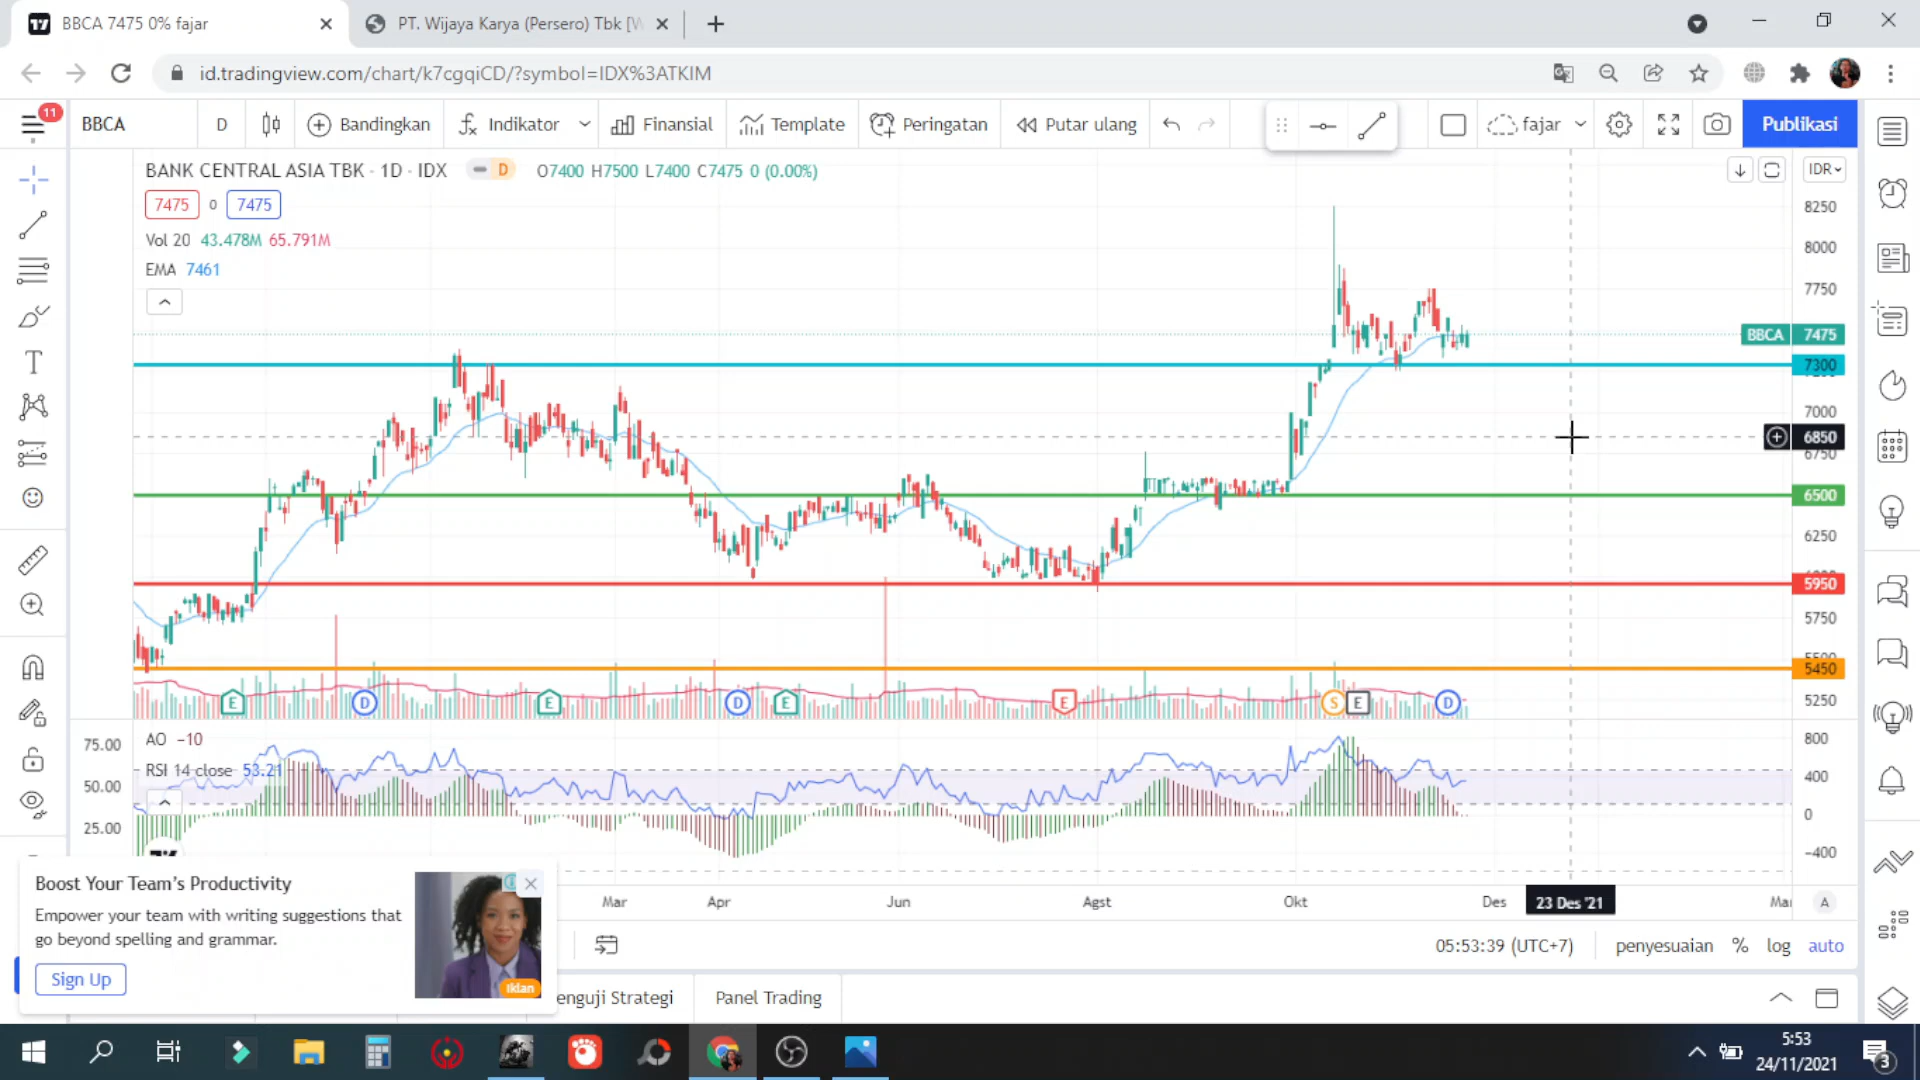 BBCA 7475 0% fajar
PT. Wijaya Karya (Persero) Tbk [W
id.tradingview.com/chart/k7cgqiCD/?symbol=IDX%3ATKIM
11
BBCA
D
Bandingkan
Indikator
Finansial
Template
Peringatan
Putar ulang
fajar
Publikasi
BANK CENTRAL ASIA TBK · 1D · IDX
D
O7400 H7500 L7400 C7475 0 (0.00%)
IDR
7475 0 7475
Vol 20 43.478M 65.791M
EMA 7461
8250
8000
7750
BBCA 7475
7300
7000
6850
6750
6500
6250
5950
5750
5450
5250
E D E D E E S E D
AO −10
RSI 14 close 53.21
75.00
50.00
25.00
800
400
0
−400
Mar Apr Jun Agst Okt Des 23 Des '21 Ma
A
Boost Your Team's Productivity
Empower your team with writing suggestions that
go beyond spelling and grammar.
Sign Up
Iklan
05:53:39 (UTC+7)
penyesuaian
%
log
auto
enguji Strategi
Panel Trading
5:53
24/11/2021
3